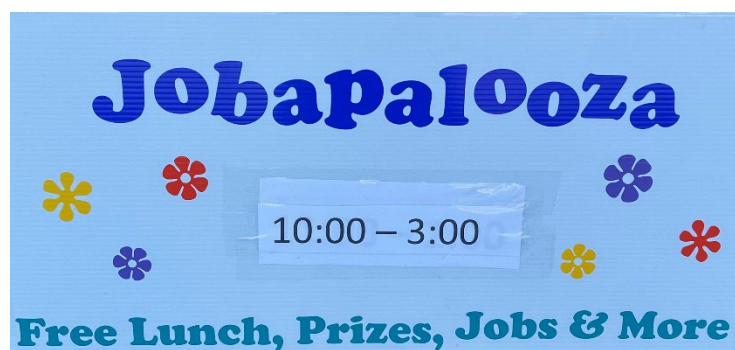 Jobapalooza
10:00 – 3:00
Free Lunch, Prizes, Jobs & More